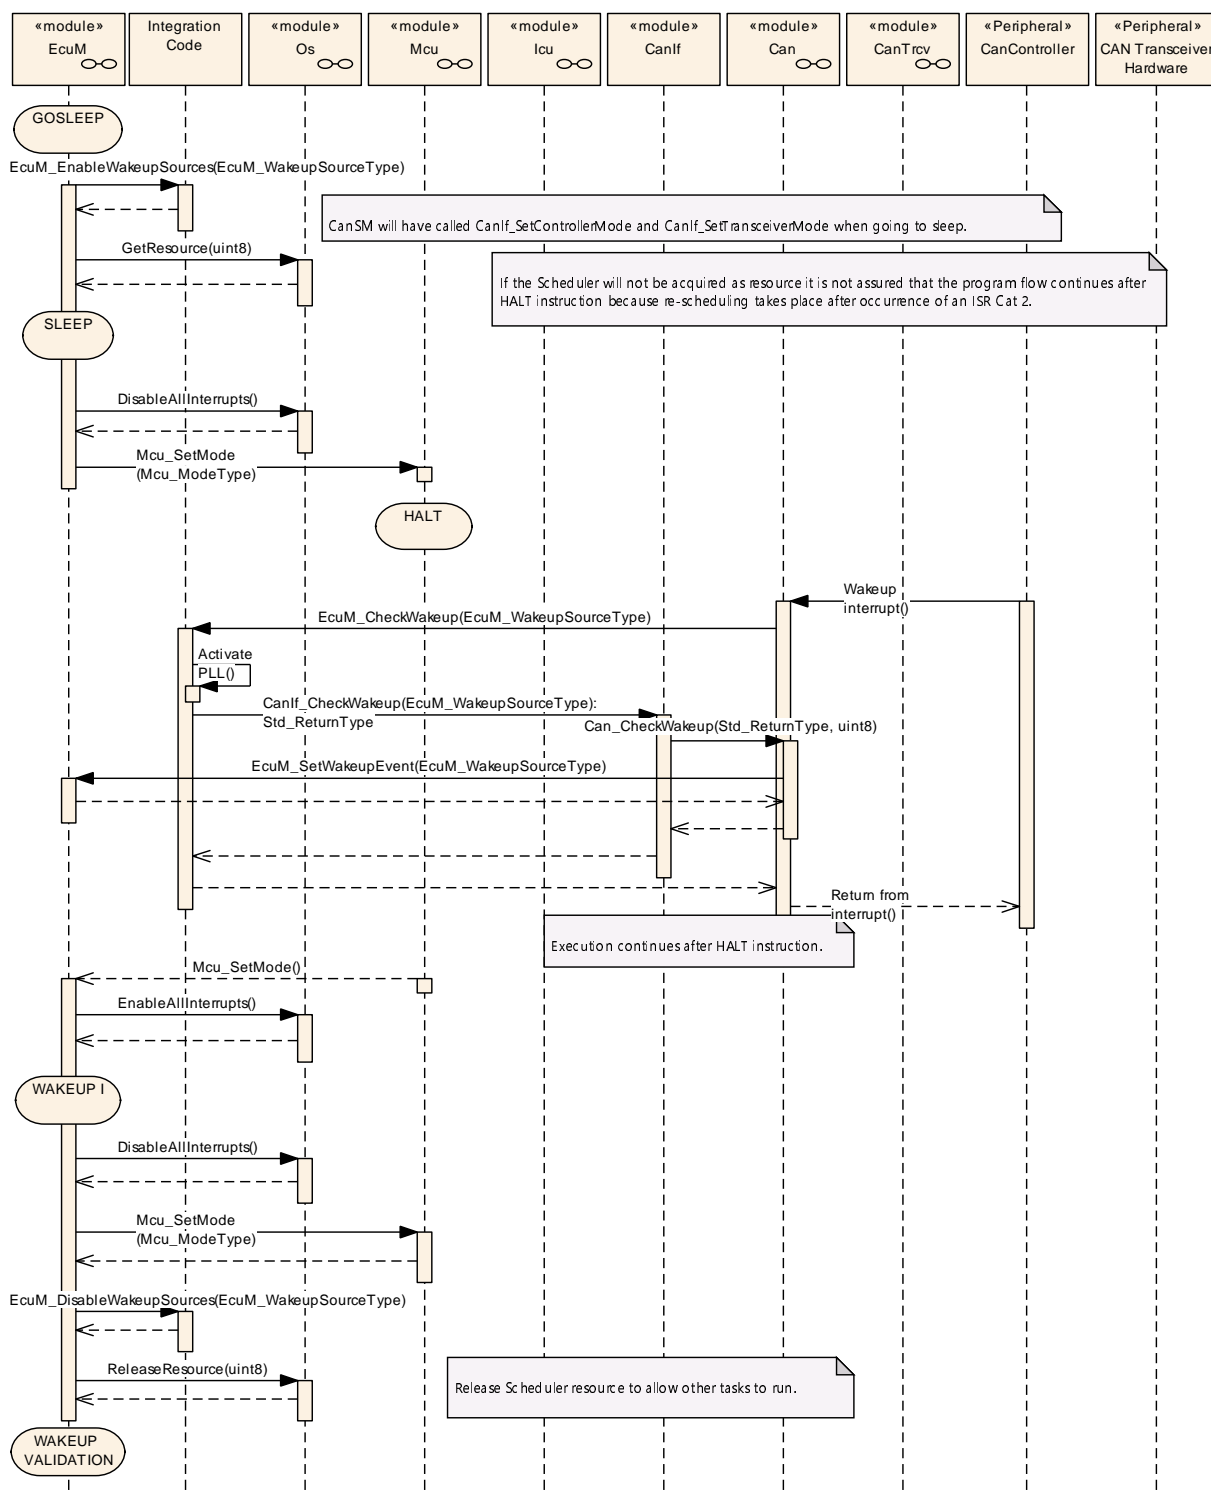 «module»
EcuM
Integration
Code
«module»
Os
«module»
Mcu
«module»
Icu
«module»
CanIf
«module»
Can
«module»
CanTrcv
«Peripheral»
CanController
«Peripheral»
CAN Transceiver
Hardware
GOSLEEP
EcuM_EnableWakeupSources(EcuM_WakeupSourceType)
CanSM will have called CanIf_SetControllerMode and CanIf_SetTransceiverMode when going to sleep.
GetResource(uint8)
If the Scheduler will not be acquired as resource it is not assured that the program flow continues after
HALT instruction because re-scheduling takes place after occurrence of an ISR Cat 2.
SLEEP
DisableAllInterrupts()
Mcu_SetMode
(Mcu_ModeType)
HALT
Wakeup
interrupt()
EcuM_CheckWakeup(EcuM_WakeupSourceType)
Activate
PLL()
CanIf_CheckWakeup(EcuM_WakeupSourceType):
Std_ReturnType
Can_CheckWakeup(Std_ReturnType, uint8)
EcuM_SetWakeupEvent(EcuM_WakeupSourceType)
Return from
interrupt()
Execution continues after HALT instruction.
Mcu_SetMode()
EnableAllInterrupts()
WAKEUP I
DisableAllInterrupts()
Mcu_SetMode
(Mcu_ModeType)
EcuM_DisableWakeupSources(EcuM_WakeupSourceType)
ReleaseResource(uint8)
Release Scheduler resource to allow other tasks to run.
WAKEUP
VALIDATION